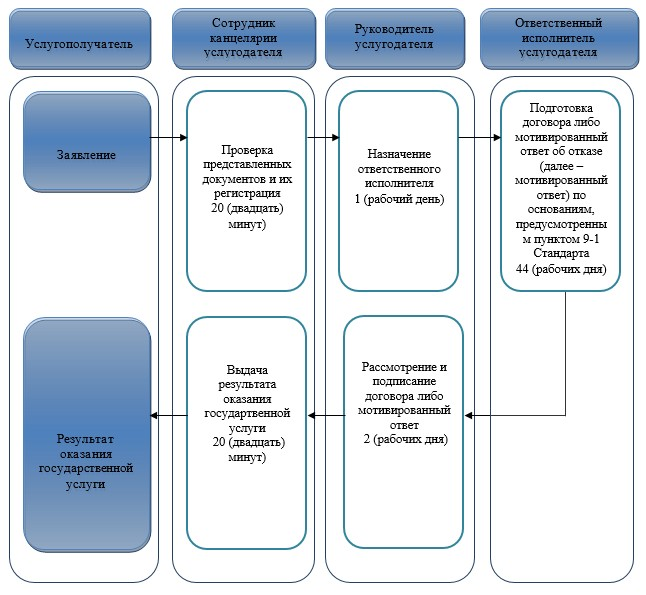 Услугополучатель
Сотрудник
канцелярии
услугодателя
Руководитель
услугодателя
Ответственный
исполнитель
услугодателя
Заявление
Проверка
представленных
документов и их
регистрация
20 (двадцать)
минут)
Назначение
ответственного
исполнителя
1 (рабочий день)
Подготовка
договора либо
мотивированный
ответ об отказе
(далее –
мотивированный
ответ) по
основаниям,
предусмотренны
м пунктом 9-1
Стандарта
44 (рабочих дня)
Результат
оказания
государственной
услуги
Выдача
результата
оказания
государтвенной
услуги
20 (двадцать)
минут)
Рассмотрение и
подписание
договора либо
мотивированный
ответ
2 (рабочих дня)